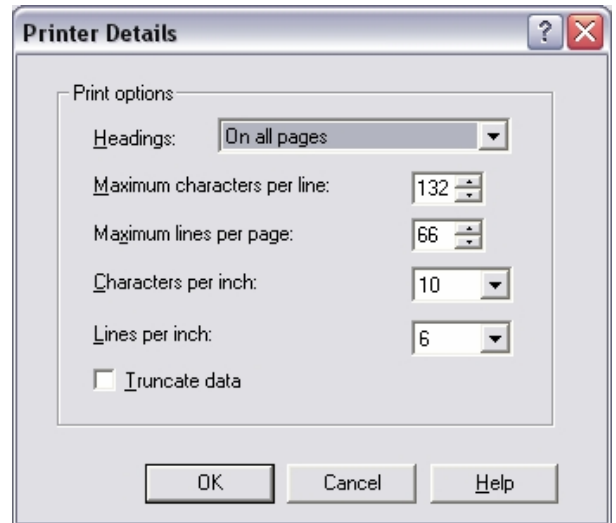 Printer Details
Print options
Headings: On all pages
Maximum characters per line: 132
Maximum lines per page: 66
Characters per inch: 10
Lines per inch: 6
Truncate data
OK Cancel Help